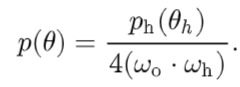 p(θ) = p_h(θ_h) / 4(ω_o · ω_h).